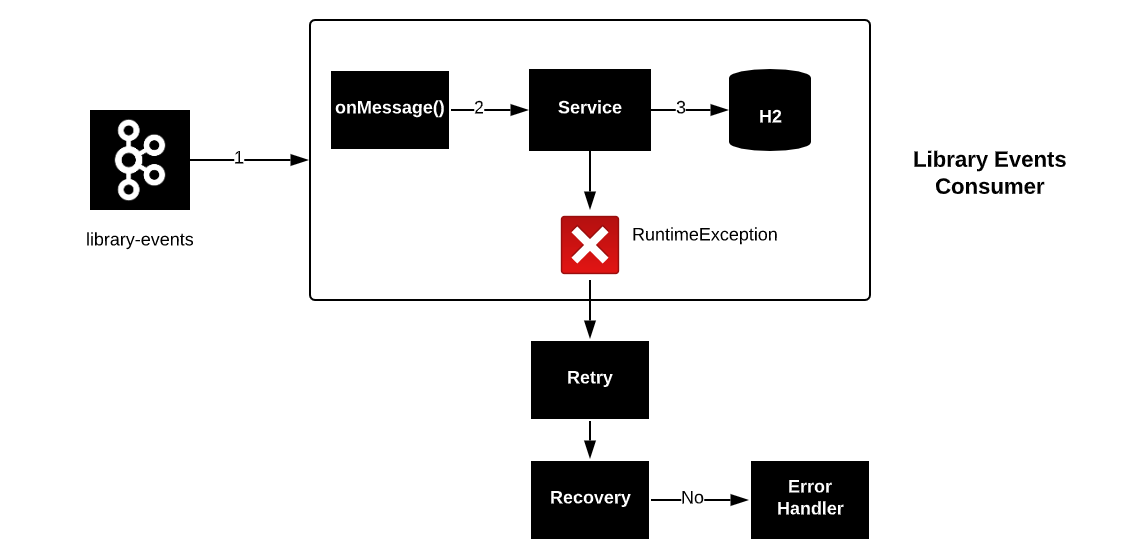 onMessage()
2
Service
3
H2
1
Library Events
Consumer
library-events
RuntimeException
Retry
Recovery
No
Error
Handler